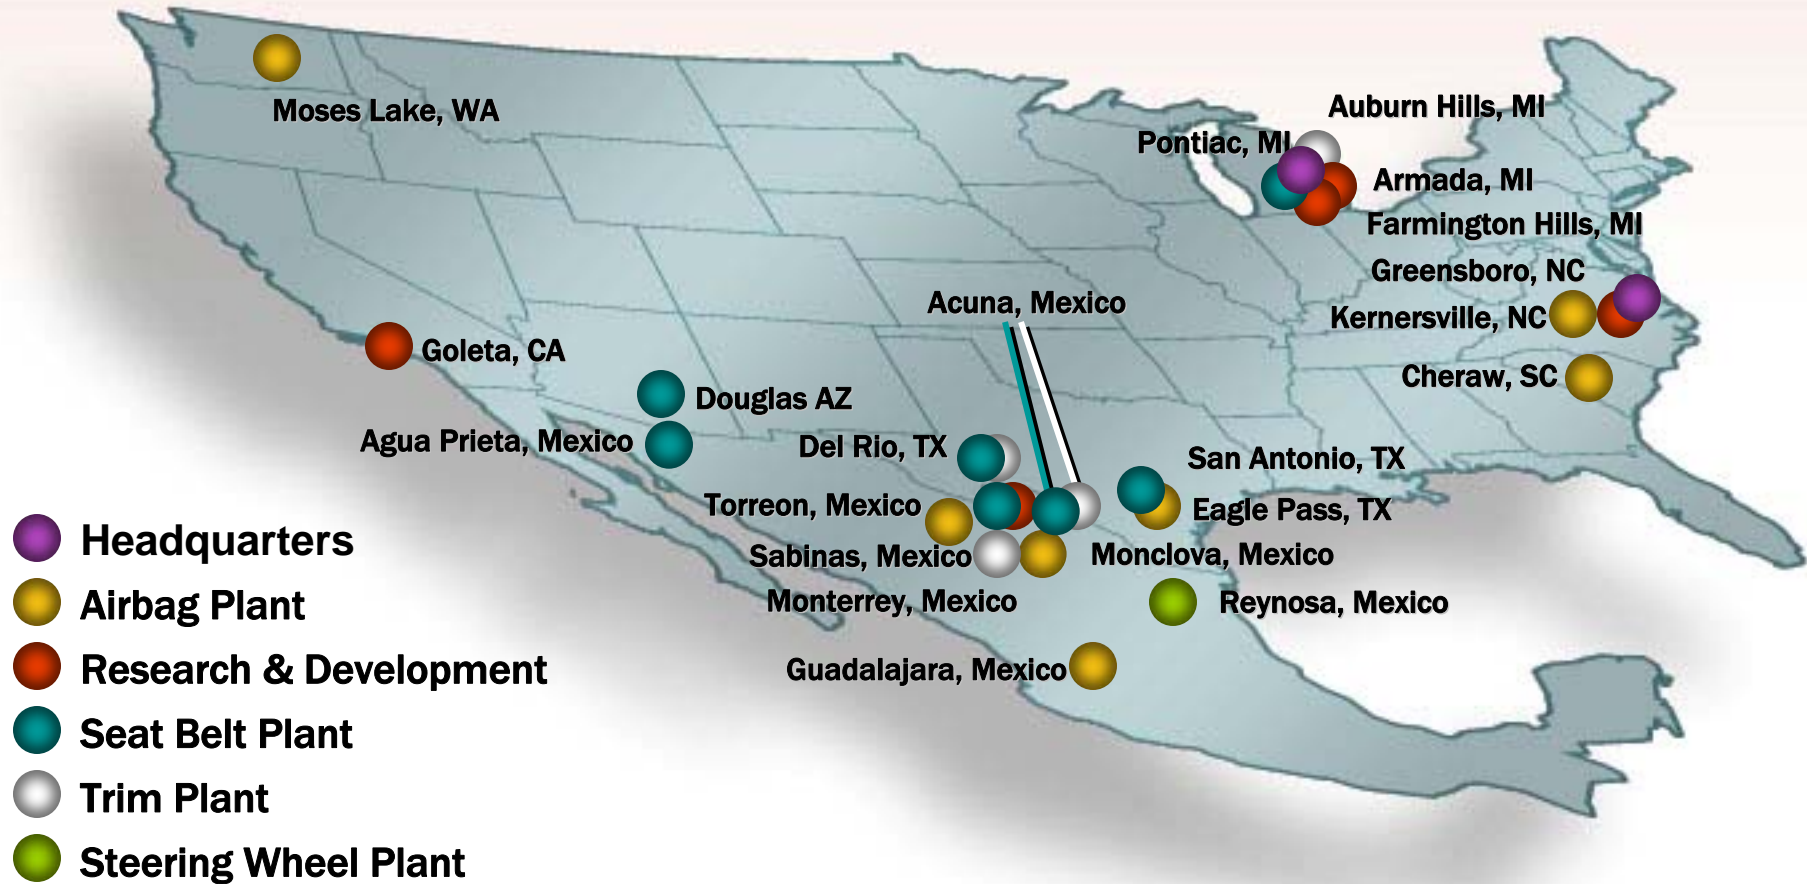 Auburn Hills, MI
Moses Lake, WA
Pontiac, MI
Armada, MI
Farmington Hills, MI
Greensboro, NC
Acuna, Mexico
Kernersville, NC
Goleta, CA
Cheraw, SC
Douglas AZ
Agua Prieta, Mexico
Del Rio, TX
San Antonio, TX
Torreon, Mexico
Eagle Pass, TX
Sabinas, Mexico
Monclova, Mexico
Monterrey, Mexico
Reynosa, Mexico
Guadalajara, Mexico
Headquarters
Airbag Plant
Research & Development
Seat Belt Plant
Trim Plant
Steering Wheel Plant